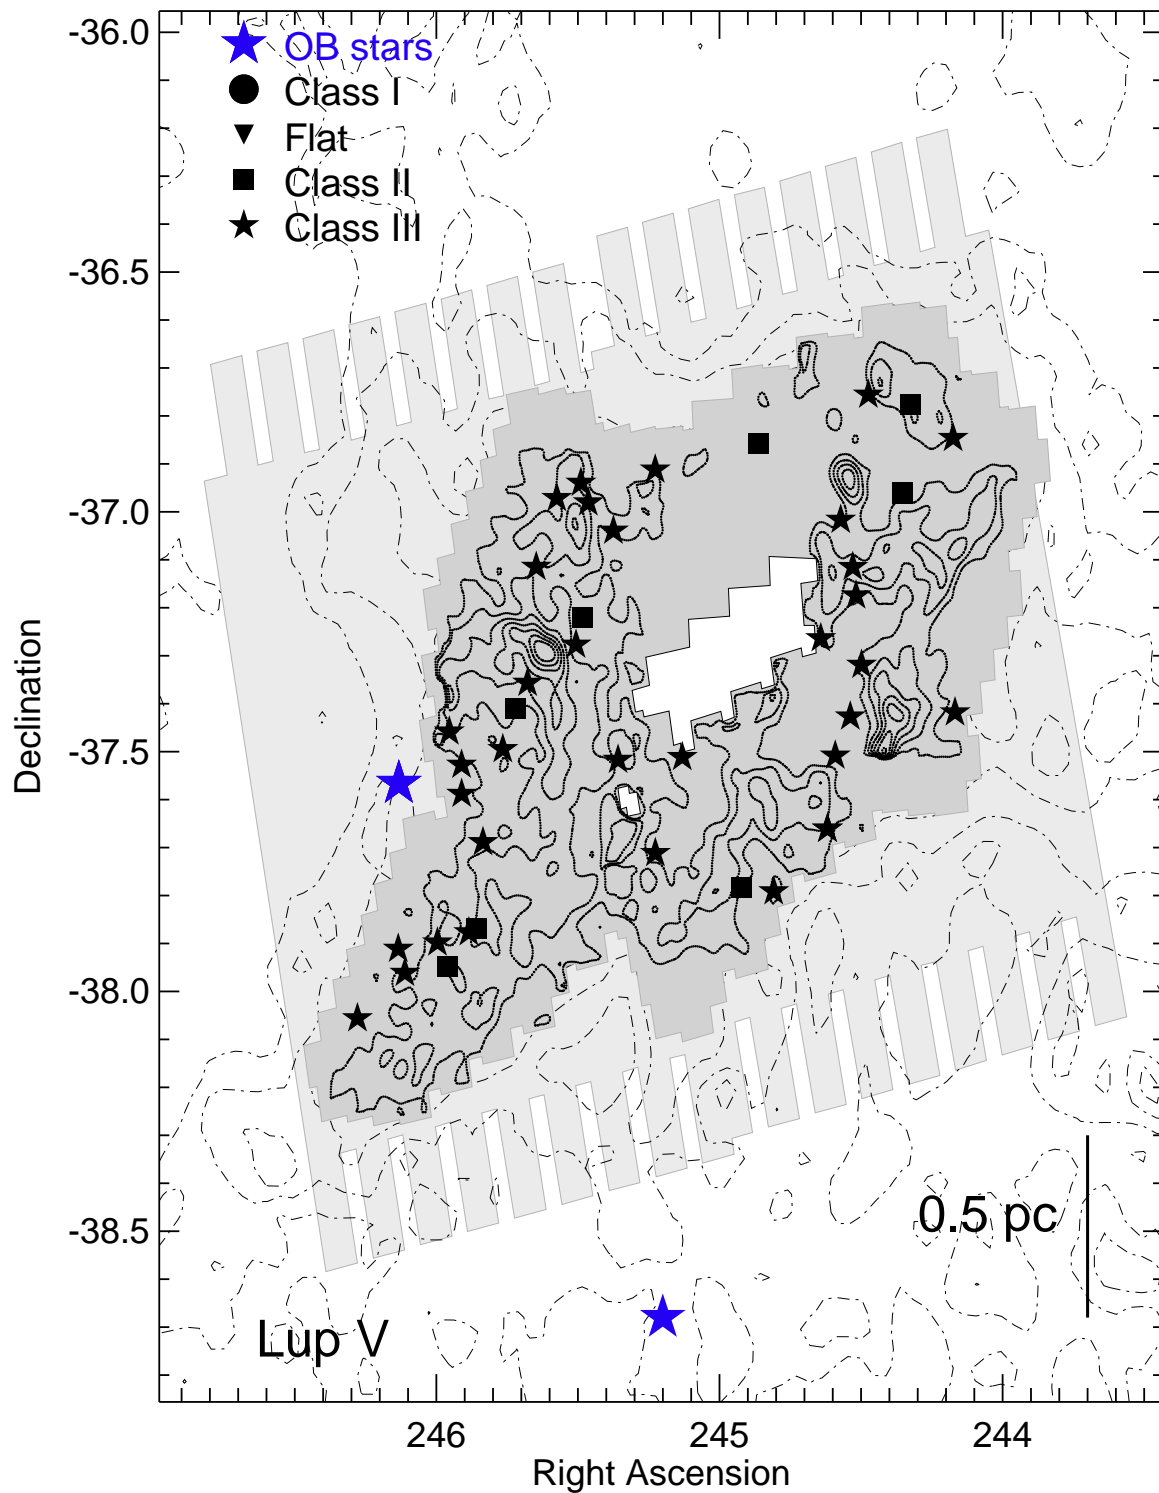 -36.0
OB stars
Class I
Flat
Class II
Class III
-36.5
-37.0
-37.5
-38.0
-38.5
Declination
0.5 pc
Lup V
246
245
244
Right Ascension